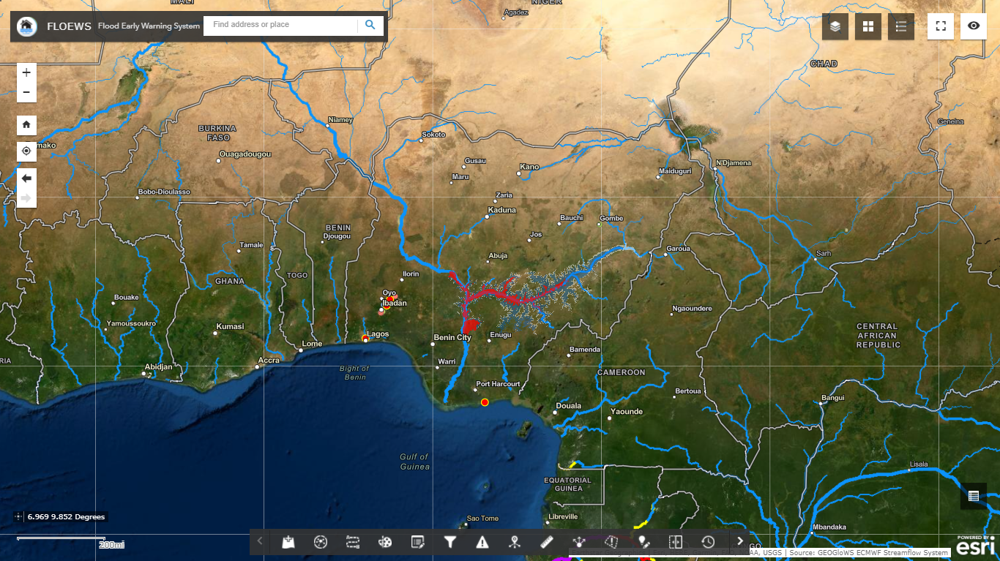 MALI
NIGER
Agadez
FLOEWS
Flood Early Warning System
Find address or place
CHAD
Niamey
BURKINA
FASO
Sokoto
Geneina
mako
Ouagadougou
Gusau
Kano
N'Djamena
Maru
Maiduguri
Bobo-Dioulasso
Zaria
Kaduna
Bauchi
Gombe
BENIN
Djougou
Jos
Tamale
Abuja
Garoua
Sarh
TOGO
Ilorin
GHANA
Oyo
Bouake
Ibadan
Ngaoundere
Yamoussoukro
Kumasi
CENTRAL
AFRICAN
REPUBLIC
Lagos
Benin City
Enugu
Lome
Bamenda
RIA
Accra
Warri
Abidjan
Bight of
Benin
CAMEROON
Port Harcourt
Bertoua
Bangui
Douala
Yaounde
Gulf of
Guinea
Lisala
EQUATORIAL
GUINEA
6.969 9.852 Degrees
Sao Tome
Libreville
Mbandaka
200mi
GO
AA, USGS | Source: GEOGloWS ECMWF Streamflow System
POWERED BY
esri